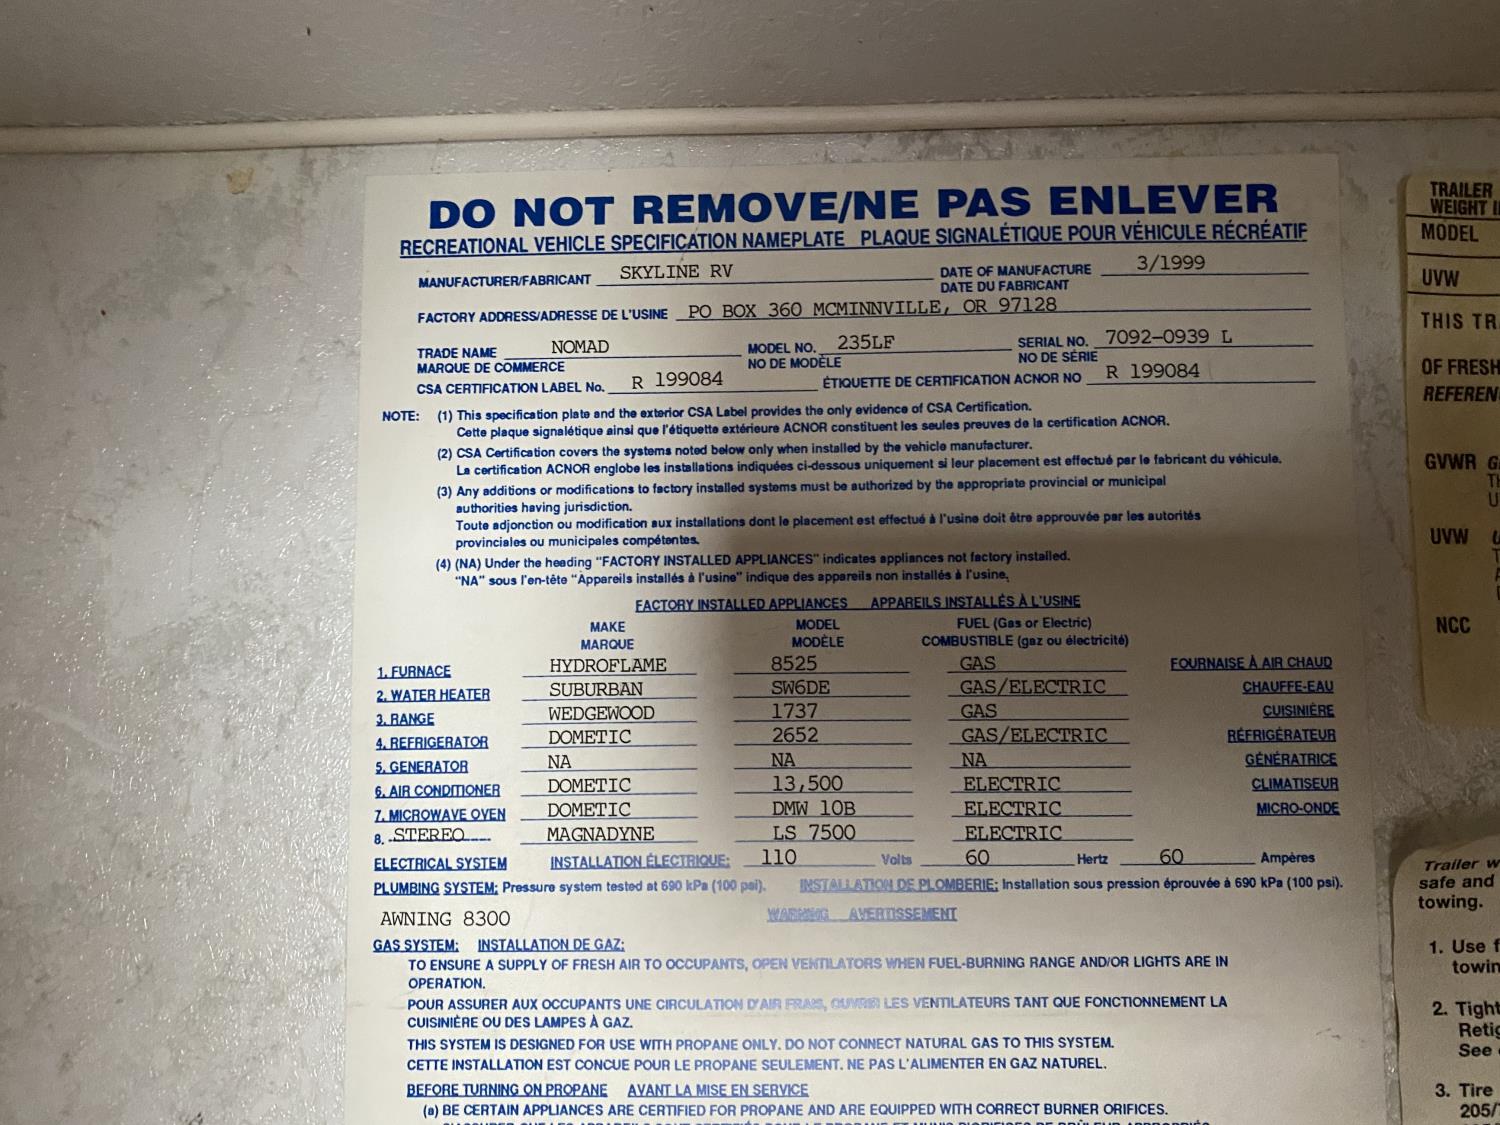 DO NOT REMOVE/NE PAS ENLEVER
RECREATIONAL VEHICLE SPECIFICATION NAMEPLATE PLAQUE SIGNALÉTIQUE POUR VÉHICULE RÉCRÉATIF
MANUFACTURER/FABRICANT SKYLINE RV DATE OF MANUFACTURE 3/1999
DATE DU FABRICANT
FACTORY ADDRESS/ADRESSE DE L'USINE PO BOX 360 MCMINNVILLE, OR 97128
TRADE NAME NOMAD MODEL NO. 235LF SERIAL NO. 7092-0939 L
MARQUE DE COMMERCE NO DE MODÈLE NO DE SÉRIE
CSA CERTIFICATION LABEL No. R 199084 ÉTIQUETTE DE CERTIFICATION ACNOR NO R 199084
NOTE: (1) This specification plate and the exterior CSA Label provides the only evidence of CSA Certification.
Cette plaque signalétique ainsi que l'étiquette extérieure ACNOR constituent les seules preuves de la certification ACNOR.
(2) CSA Certification covers the systems noted below only when installed by the vehicle manufacturer.
La certification ACNOR englobe les installations indiquées ci-dessous uniquement si leur placement est effectué par le fabricant du véhicule.
(3) Any additions or modifications to factory installed systems must be authorized by the appropriate provincial or municipal
authorities having jurisdiction.
Toute adjonction ou modification aux installations dont le placement est effectué à l'usine doit être approuvée par les autorités
provinciales ou municipales compétentes.
(4) (NA) Under the heading "FACTORY INSTALLED APPLIANCES" indicates appliances not factory installed.
"NA" sous l'en-tête "Appareils installés à l'usine" indique des appareils non installés à l'usine.
FACTORY INSTALLED APPLIANCES APPAREILS INSTALLÉS À L'USINE
MAKE MODEL FUEL (Gas or Electric)
MARQUE MODÈLE COMBUSTIBLE (gaz ou électricité)
1. FURNACE HYDROFLAME 8525 GAS FOURNAISE À AIR CHAUD
2. WATER HEATER SUBURBAN SW6DE GAS/ELECTRIC CHAUFFE-EAU
3. RANGE WEDGEWOOD 1737 GAS CUISINIÈRE
4. REFRIGERATOR DOMETIC 2652 GAS/ELECTRIC RÉFRIGÉRATEUR
5. GENERATOR NA NA NA GÉNÉRATRICE
6. AIR CONDITIONER DOMETIC 13,500 ELECTRIC CLIMATISEUR
7. MICROWAVE OVEN DOMETIC DMW 10B ELECTRIC MICRO-ONDE
8. STEREO MAGNADYNE LS 7500 ELECTRIC
ELECTRICAL SYSTEM INSTALLATION ÉLECTRIQUE: 110 Volts 60 Hertz 60 Ampères
PLUMBING SYSTEM: Pressure system tested at 690 kPa (100 psi). INSTALLATION DE PLOMBERIE: Installation sous pression éprouvée à 690 kPa (100 psi).
AWNING 8300 WARNING AVERTISSEMENT
GAS SYSTEM: INSTALLATION DE GAZ:
TO ENSURE A SUPPLY OF FRESH AIR TO OCCUPANTS, OPEN VENTILATORS WHEN FUEL-BURNING RANGE AND/OR LIGHTS ARE IN
OPERATION.
POUR ASSURER AUX OCCUPANTS UNE CIRCULATION D'AIR FRAIS, OUVRIR LES VENTILATEURS TANT QUE FONCTIONNEMENT LA
CUISINIÈRE OU DES LAMPES À GAZ.
THIS SYSTEM IS DESIGNED FOR USE WITH PROPANE ONLY. DO NOT CONNECT NATURAL GAS TO THIS SYSTEM.
CETTE INSTALLATION EST CONCUE POUR LE PROPANE SEULEMENT. NE PAS L'ALIMENTER EN GAZ NATUREL.
BEFORE TURNING ON PROPANE AVANT LA MISE EN SERVICE
(a) BE CERTAIN APPLIANCES ARE CERTIFIED FOR PROPANE AND ARE EQUIPPED WITH CORRECT BURNER ORIFICES.
TRAILER
WEIGHT
MODEL
UVW
THIS
OF FRESH
GVWR
UVW
NCC
Trailer
safe and
towing.
1. Use
2. Tight
See
3. Tire